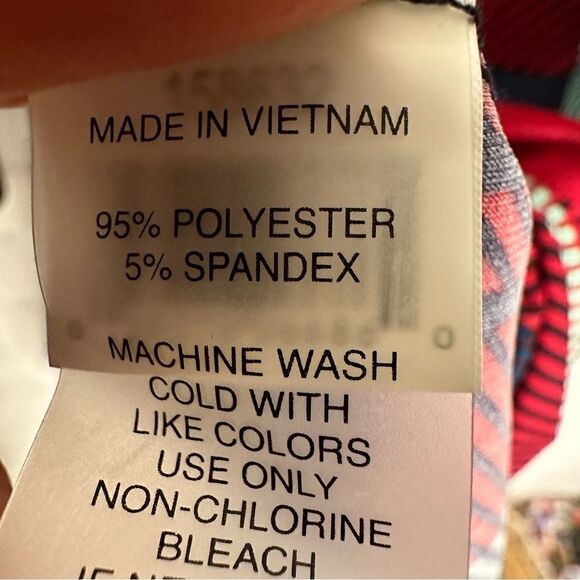 MADE IN VIETNAM
95% POLYESTER
5% SPANDEX
MACHINE WASH
COLD WITH
LIKE COLORS
USE ONLY
NON-CHLORINE
BLEACH